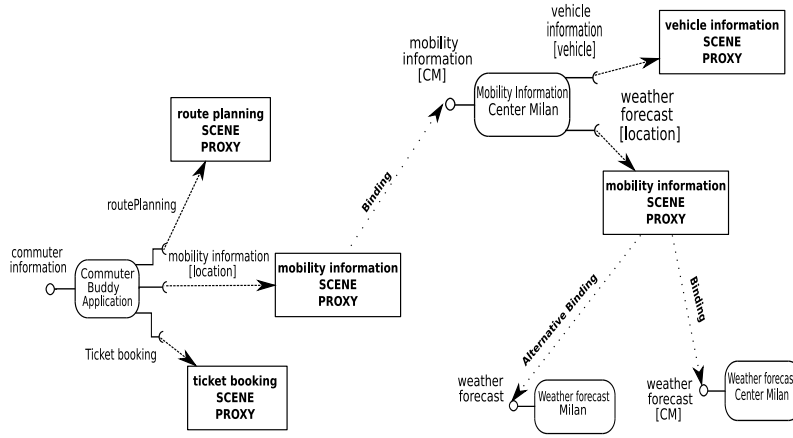 vehicle
information
[vehicle]
vehicle information
SCENE
PROXY
mobility
information
[CM]
Mobility Information
Center Milan
weather
forecast
[location]
route planning
SCENE
PROXY
mobility information
SCENE
PROXY
Binding
routePlanning
commuter
information
Commuter
Buddy
Application
mobility information
[location]
mobility information
SCENE
PROXY
Alternative Binding
Binding
Ticket booking
ticket booking
SCENE
PROXY
weather
forecast
Weather forecast
Milan
weather
forecast
[CM]
Weather forecas
Center Milan